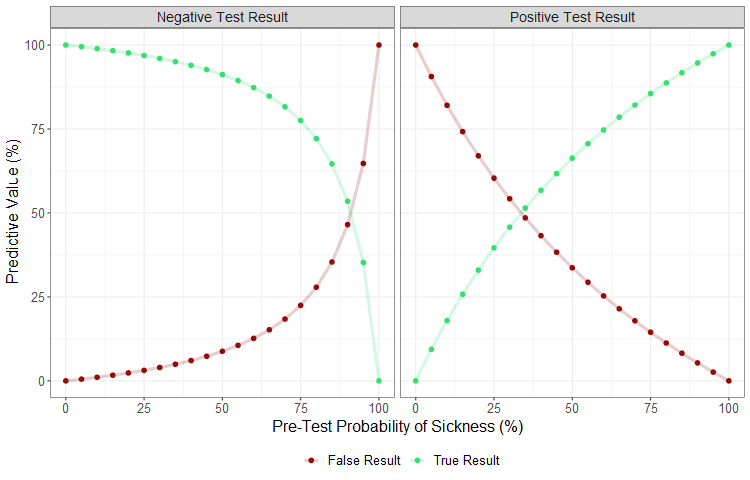 Negative Test Result
Positive Test Result
Predictive Value (%)
100
75
50
25
0
0 25 50 75 100
0 25 50 75 100
Pre-Test Probability of Sickness (%)
False Result True Result